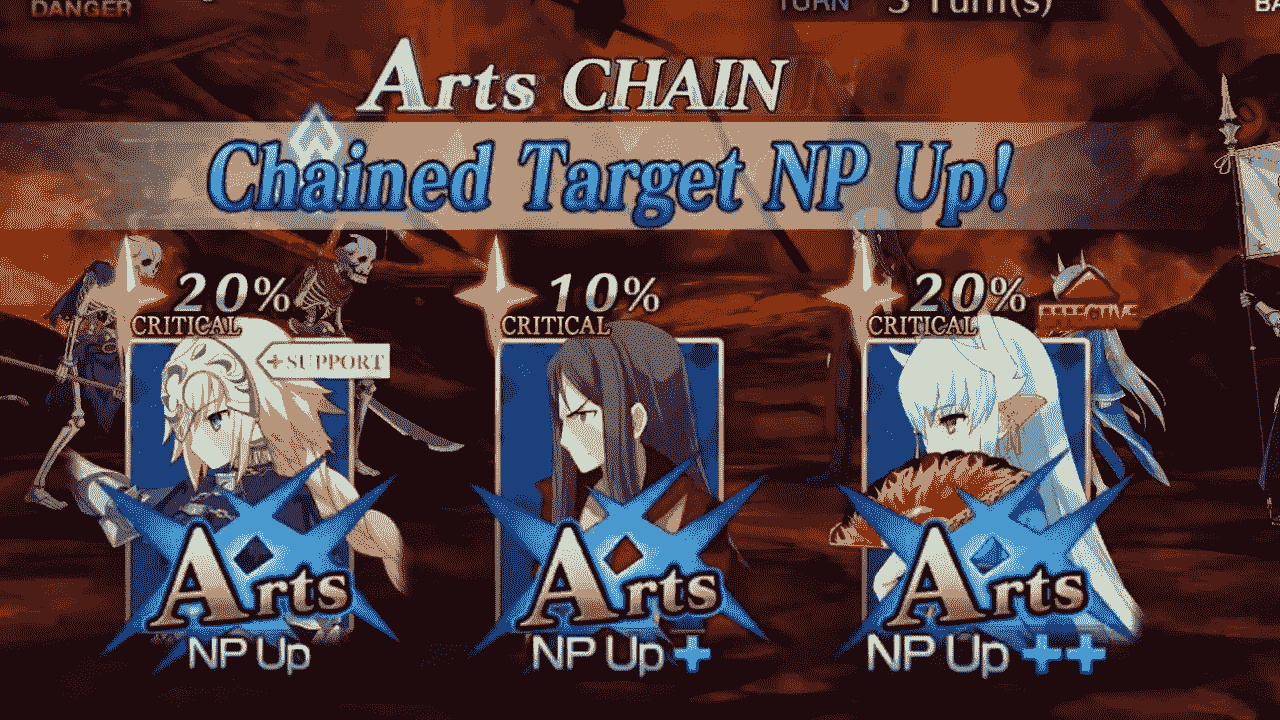 DANGER
TURN 3 Turn(s)
Arts CHAIN
Chained Target NP Up!
20% 10% 20%
CRITICAL CRITICAL CRITICAL EFFECTIVE
SUPPORT
Arts Arts Arts
NP Up NP Up + NP Up ++